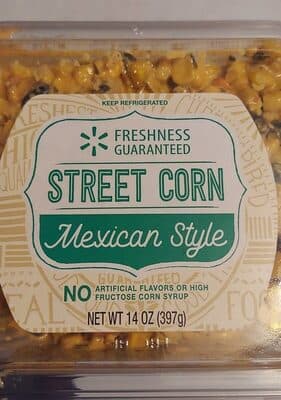 KEEP REFRIGERATED
FRESHNESS
GUARANTEED
STREET CORN
Mexican Style
GUARANTEED
NO ARTIFICIAL FLAVORS OR HIGH
FRUCTOSE CORN SYRUP
NET WT 14 OZ (397g)